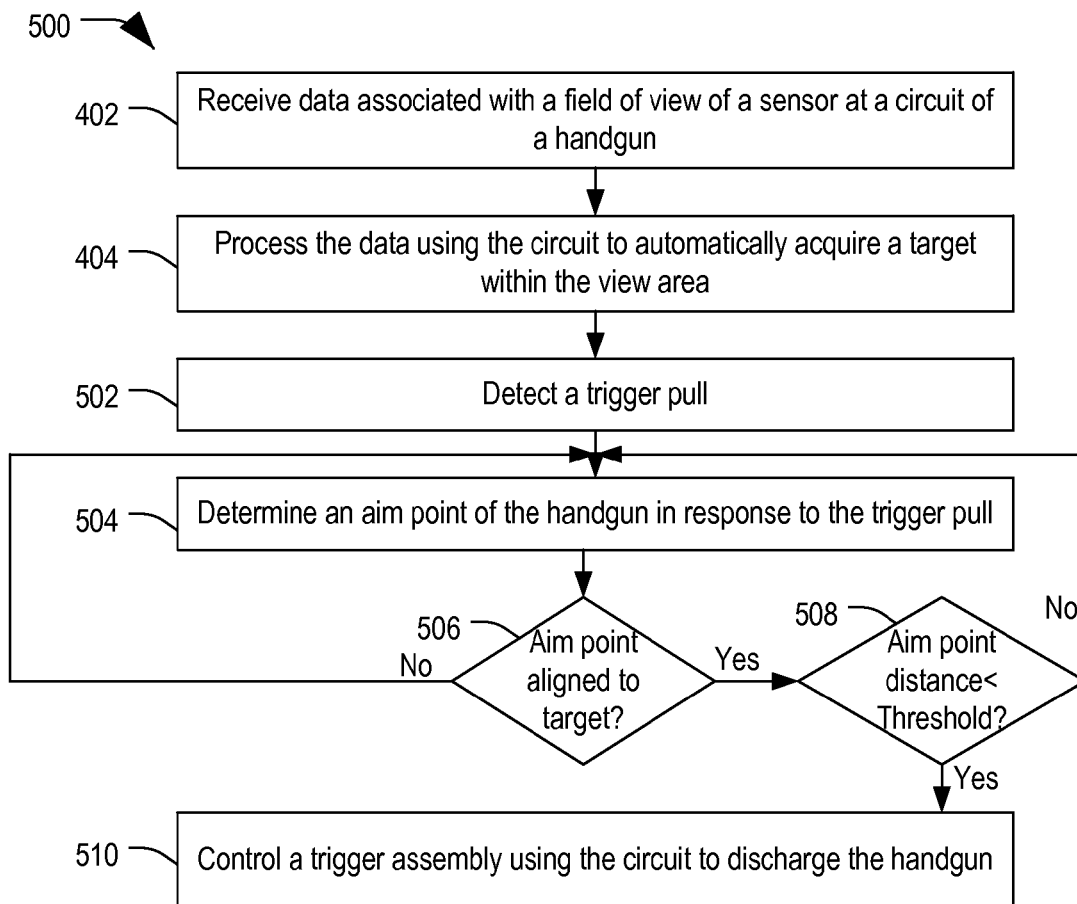 500
402
Receive data associated with a field of view of a sensor at a circuit of
a handgun
404
Process the data using the circuit to automatically acquire a target
within the view area
502
Detect a trigger pull
504
Determine an aim point of the handgun in response to the trigger pull
506
Aim point
aligned to
target?
No
Yes
508
Aim point
distance<
Threshold?
No
Yes
510
Control a trigger assembly using the circuit to discharge the handgun